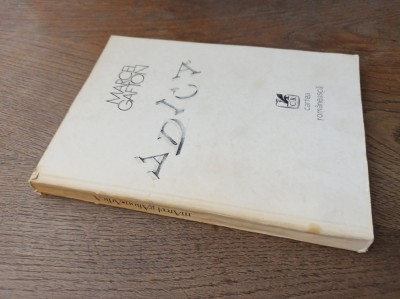 MARCEL
GAFTON
ADICT
cartea
românească